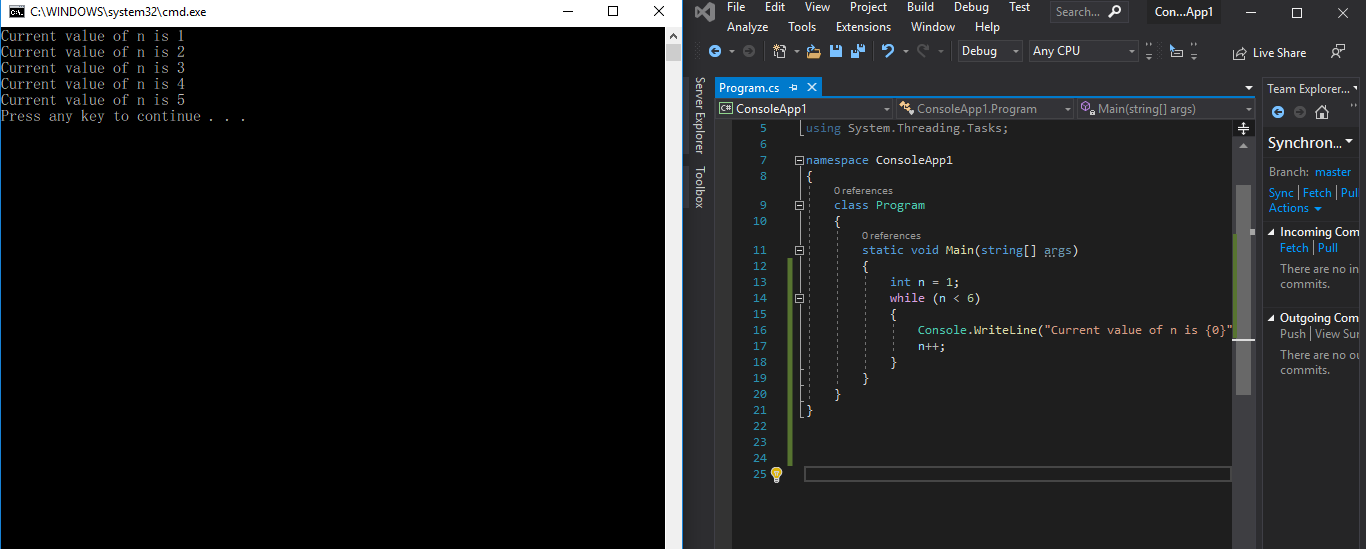 C:\WINDOWS\system32\cmd.exe
Current value of n is 1
Current value of n is 2
Current value of n is 3
Current value of n is 4
Current value of n is 5
Press any key to continue . . .
File Edit View Project Build Debug Test Search... Con...App1
Analyze Tools Extensions Window Help
Debug Any CPU Live Share
Server Explorer
Toolbox
Program.cs
C# ConsoleApp1 ConsoleApp1.Program Main(string[] args)
5 using System.Threading.Tasks;
6
7 namespace ConsoleApp1
8 {
0 references
9 class Program
10 {
0 references
11 static void Main(string[] args)
12 {
13 int n = 1;
14 while (n < 6)
15 {
16 Console.WriteLine("Current value of n is {0}"
17 n++;
18 }
19 }
20 }
21 }
22
23
24
25
Team Explorer...
Synchron...
Branch: master
Sync Fetch Pul
Actions
Incoming Com
Fetch Pull
There are no in
commits.
Outgoing Com
Push View Sur
There are no ou
commits.